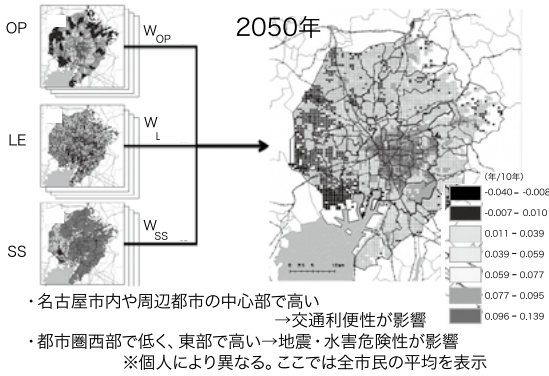 OP
W OP
2050年
LE
W L
SS
W SS
(年/10年)
-0.040 - -0.008
-0.007 - 0.010
0.011 - 0.039
0.039 - 0.059
0.059 - 0.077
0.077 - 0.095
0.096 - 0.139
・名古屋市内や周辺都市の中心部で高い
→交通利便性が影響
・都市圏西部で低く、東部で高い→地震・水害危険性が影響
※個人により異なる。ここでは全市民の平均を表示